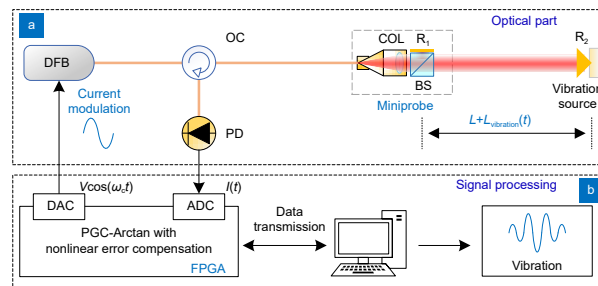 a
Optical part
OC
COL
R1
R2
DFB
BS
Vibration
source
Current
modulation
Miniprobe
PD
L+Lvibration(t)
b
Signal processing
Vcos(ωct)
I(t)
DAC
ADC
PGC-Arctan with
nonlinear error compensation
FPGA
Data
transmission
Vibration